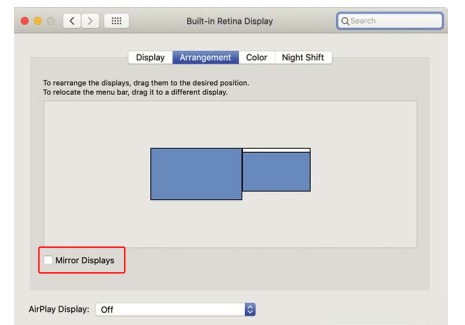 Built-in Retina Display
Search
Display Arrangement Color Night Shift
To rearrange the displays, drag them to the desired position.
To relocate the menu bar, drag it to a different display.
Mirror Displays
AirPlay Display: Off